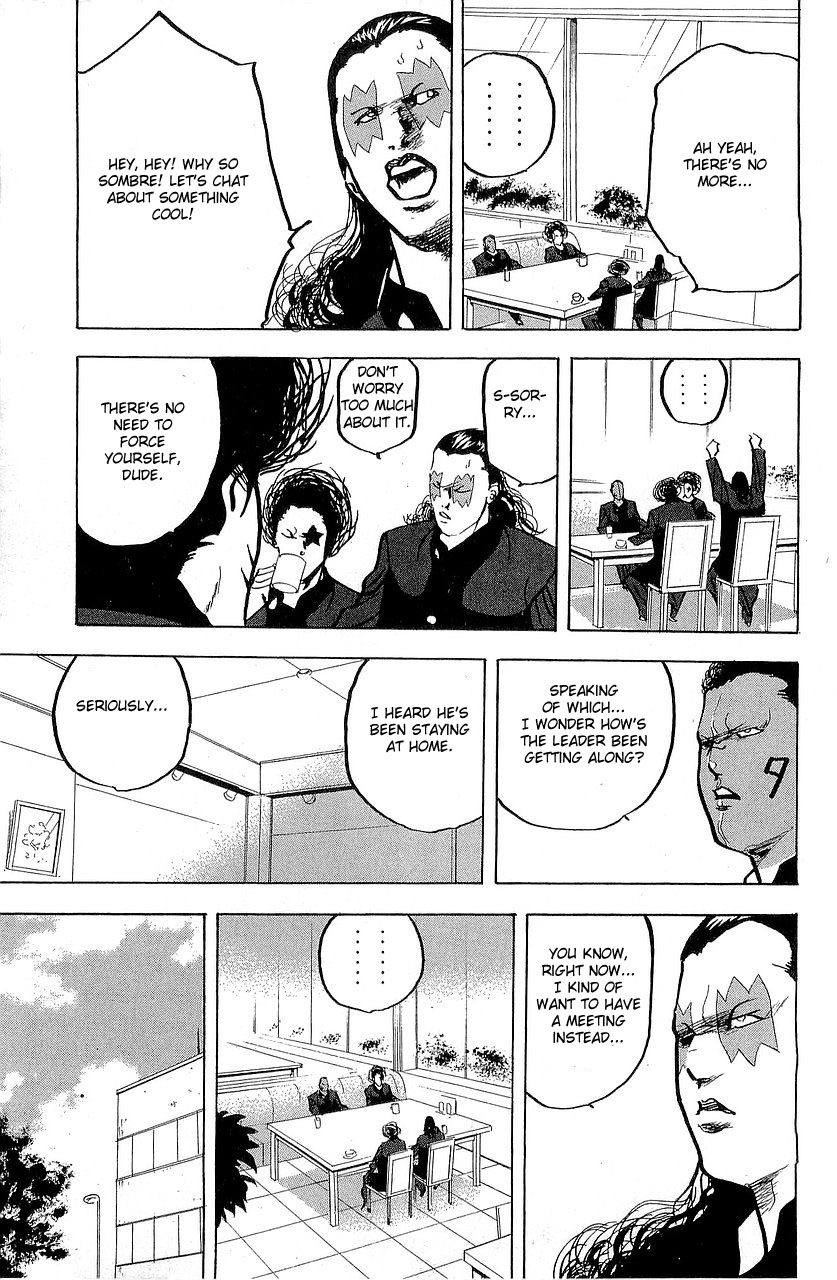 AH YEAH,
THERE'S NO
MORE...
......
......
HEY, HEY! WHY SO
SOMBRE! LET'S CHAT
ABOUT SOMETHING
COOL!
....
....
S-SOR-
RY...
DON'T
WORRY
TOO MUCH
ABOUT IT.
THERE'S NO
NEED TO
FORCE
YOURSELF,
DUDE.
SPEAKING
OF WHICH...
I WONDER HOW'S
THE LEADER BEEN
GETTING ALONG?
9
I HEARD HE'S
BEEN STAYING
AT HOME.
SERIOUSLY...
YOU KNOW,
RIGHT NOW...
I KIND OF
WANT TO HAVE
A MEETING
INSTEAD...
......
......